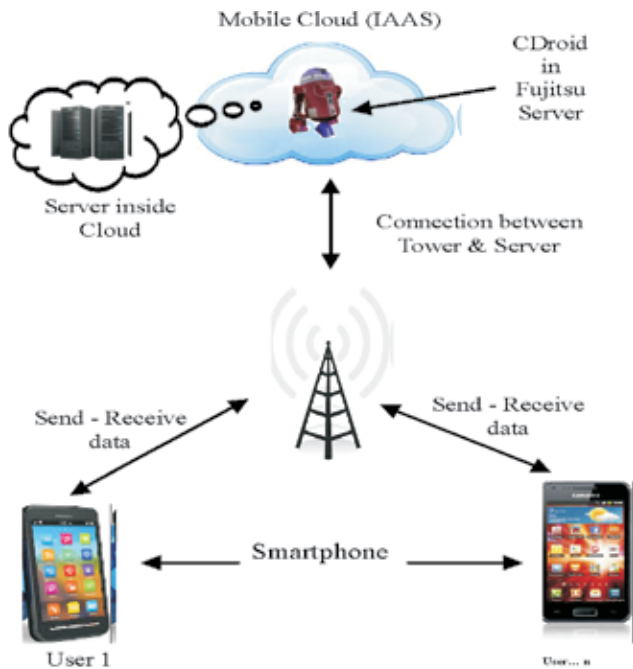 Mobile Cloud (IAAS)
CDroid
in
Fujitsu
Server
Server inside
Cloud
Connection between
Tower & Server
Send - Receive
data
Send - Receive
data
Smartphone
User 1
User... n